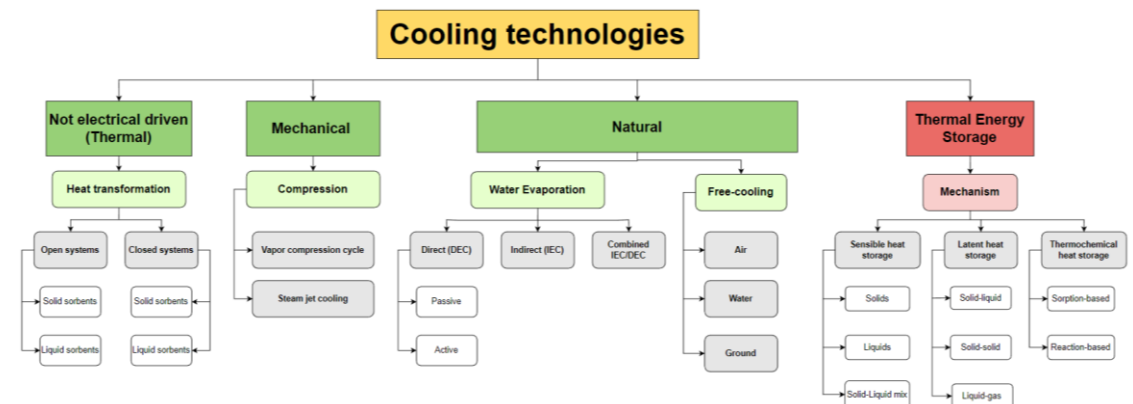 Cooling technologies
Not electrical driven
(Thermal)
Mechanical
Natural
Thermal Energy
Storage
Heat transformation
Compression
Water Evaporation
Free-cooling
Mechanism
Open systems
Closed systems
Vapor compression cycle
Direct (DEC)
Indirect (IEC)
Combined
IEC/DEC
Air
Sensible heat
storage
Latent heat
storage
Thermochemical
heat storage
Solid sorbents
Solid sorbents
Steam jet cooling
Passive
Water
Solids
Solid-liquid
Sorption-based
Liquid sorbents
Liquid sorbents
Active
Ground
Liquids
Solid-solid
Reaction-based
Solid-Liquid mix
Liquid-gas